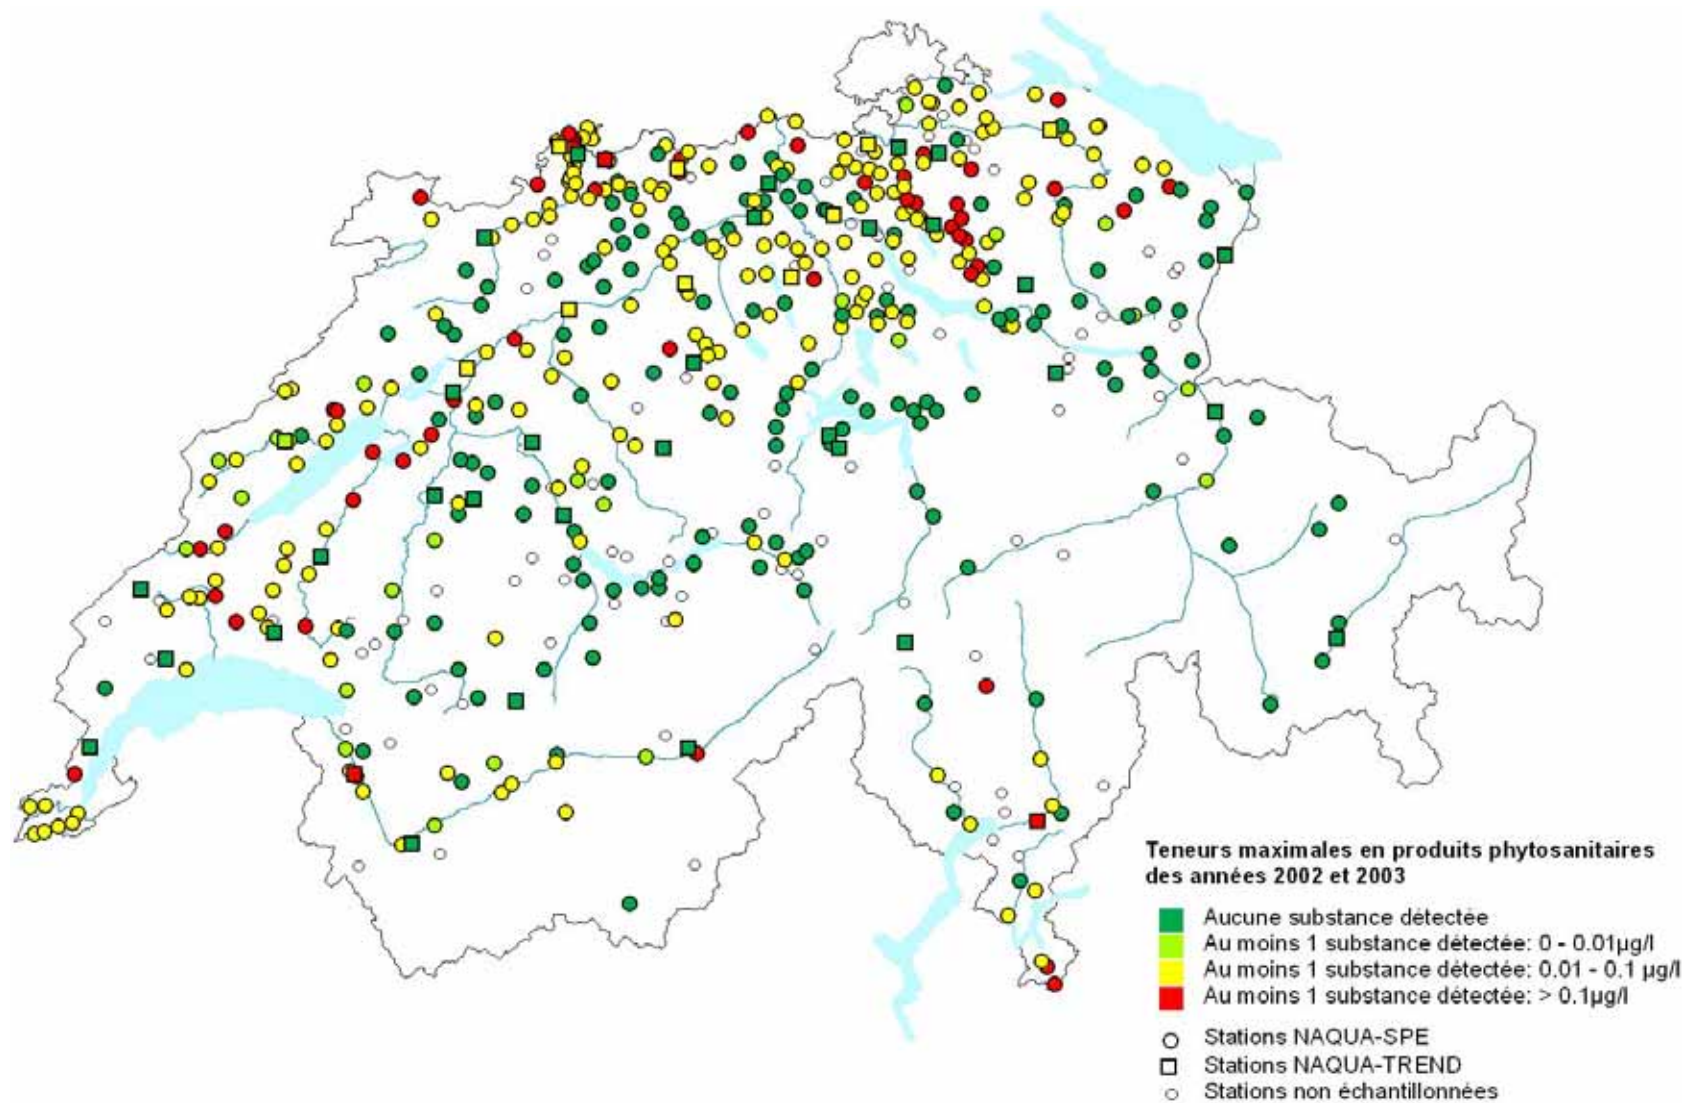 Teneurs maximales en produits phytosanitaires
des années 2002 et 2003
Aucune substance détectée
Au moins 1 substance détectée: 0 - 0.01µg/l
Au moins 1 substance détectée: 0.01 - 0.1 µg/l
Au moins 1 substance détectée: > 0.1µg/l
Stations NAQUA-SPE
Stations NAQUA-TREND
Stations non échantillonnées